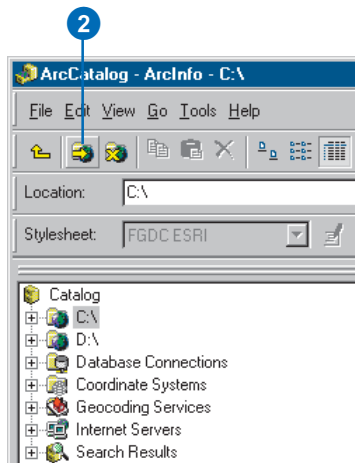 2
ArcCatalog - ArcInfo - C:\
File Edit View Go Tools Help
Location: C:\
Stylesheet: FGDC ESRI
Catalog
C:\
D:\
Database Connections
Coordinate Systems
Geocoding Services
Internet Servers
Search Results